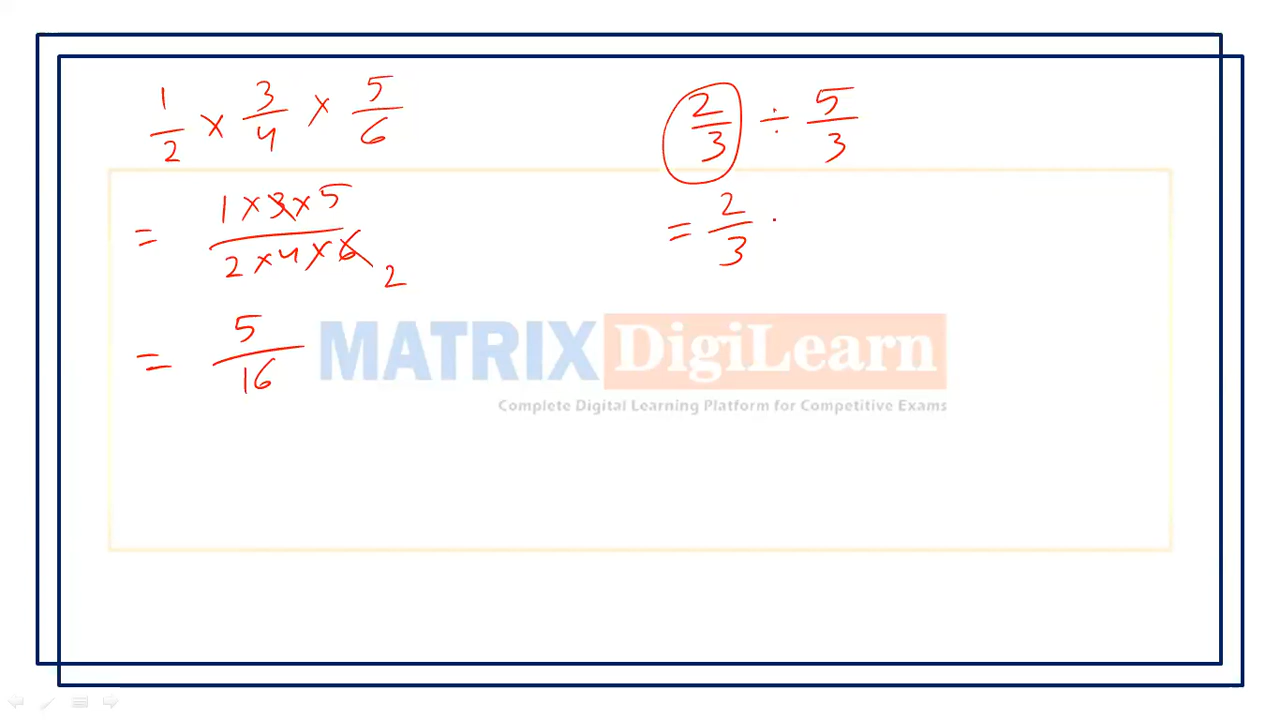 1/2 × 3/4 × 5/6
= 1×3×5 / 2×4×6 2
= 5/16
2/3 ÷ 5/3
= 2/3
MATRIX DigiLearn
Complete Digital Learning Platform for Competitive Exams